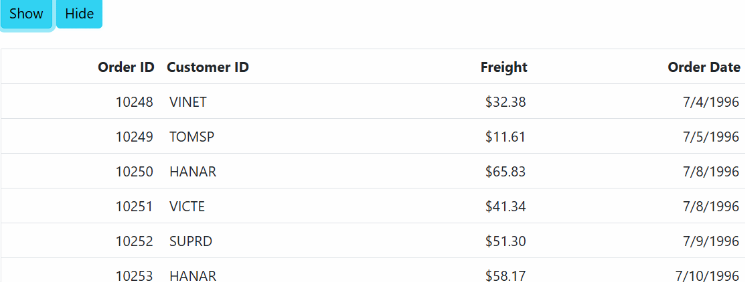 Show Hide
Order ID Customer ID Freight Order Date
10248 VINET $32.38 7/4/1996
10249 TOMSP $11.61 7/5/1996
10250 HANAR $65.83 7/8/1996
10251 VICTE $41.34 7/8/1996
10252 SUPRD $51.30 7/9/1996
10253 HANAR $58.17 7/10/1996